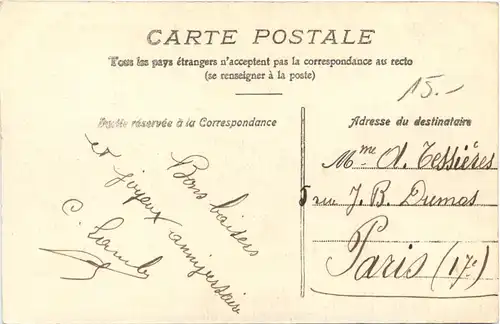 CARTE POSTALE
Tous les pays étrangers n'acceptent pas la correspondance au recto
(se renseigner à la poste)
15.-
Partie réservée à la Correspondance
Adresse du destinataire
Bons baisers
et joyeux anniversaire
Mme A. Tessières
5 rue J. B. Dumas
Paris (17e)